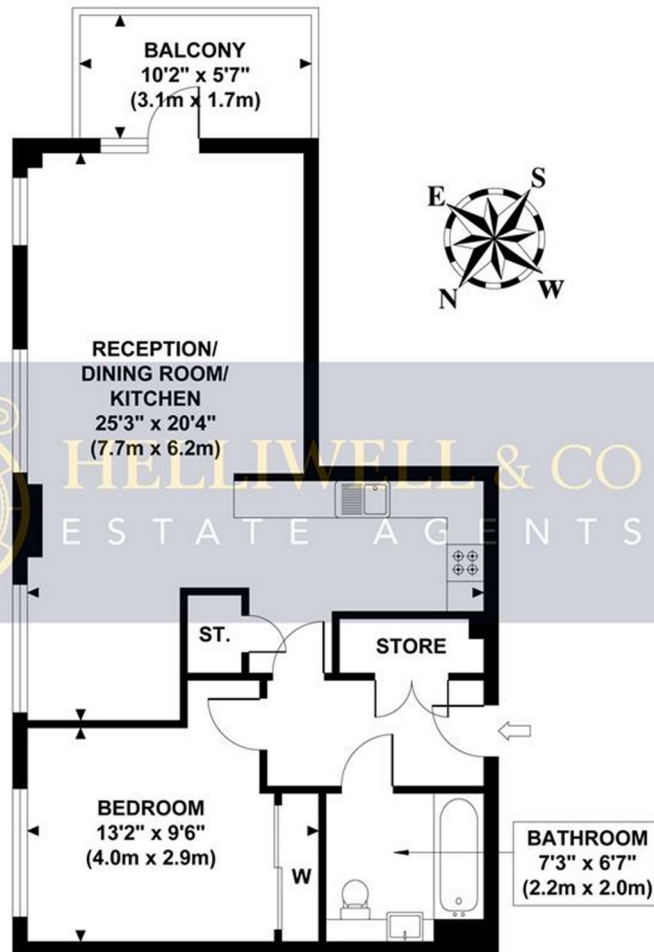 BALCONY
10'2" x 5'7"
(3.1m x 1.7m)
E
S
N
W
RECEPTION/
DINING ROOM/
KITCHEN
25'3" x 20'4"
(7.7m x 6.2m)
HELLIWELL & CO
ESTATE AGENTS
ST.
STORE
BEDROOM
13'2" x 9'6"
(4.0m x 2.9m)
W
BATHROOM
7'3" x 6'7"
(2.2m x 2.0m)